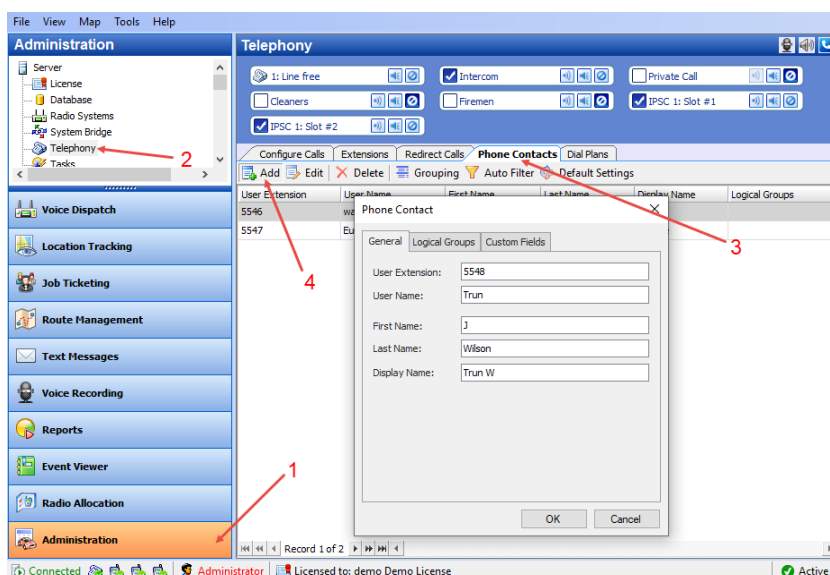 File View Map Tools Help
Administration
Server
License
Database
Radio Systems
System Bridge
Telephony
Tasks
2
Voice Dispatch
Location Tracking
Job Ticketing
Route Management
Text Messages
Voice Recording
Reports
Event Viewer
Radio Allocation
Administration
1
Telephony
1: Line free
Intercom
Private Call
Cleaners
Firemen
IPSC 1: Slot #1
IPSC 1: Slot #2
Configure Calls Extensions Redirect Calls Phone Contacts Dial Plans
Add Edit Delete Grouping Auto Filter Default Settings
User Extension User Name First Name Last Name Display Name Logical Groups
5546
5547 Eu
3
4
Phone Contact
General Logical Groups Custom Fields
User Extension: 5548
User Name: Trun
First Name: J
Last Name: Wilson
Display Name: Trun W
OK Cancel
Record 1 of 2
Connected Administrator Licensed to: demo Demo License Active